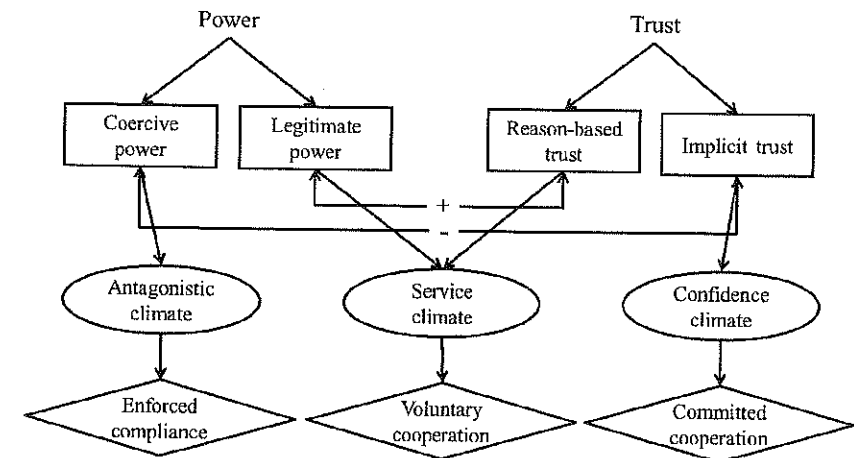 Power
Trust
Coercive
power
Legitimate
power
Reason-based
trust
Implicit trust
+
-
Antagonistic
climate
Service
climate
Confidence
climate
Enforced
compliance
Voluntary
cooperation
Committed
cooperation